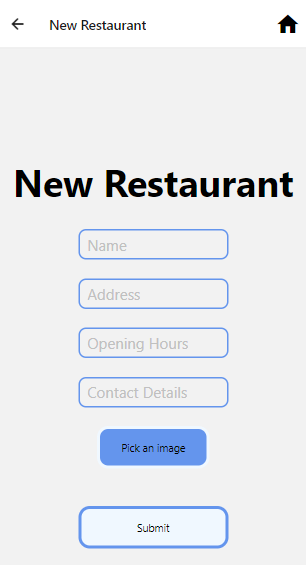 New Restaurant
New Restaurant
Name
Address
Opening Hours
Contact Details
Pick an image
Submit